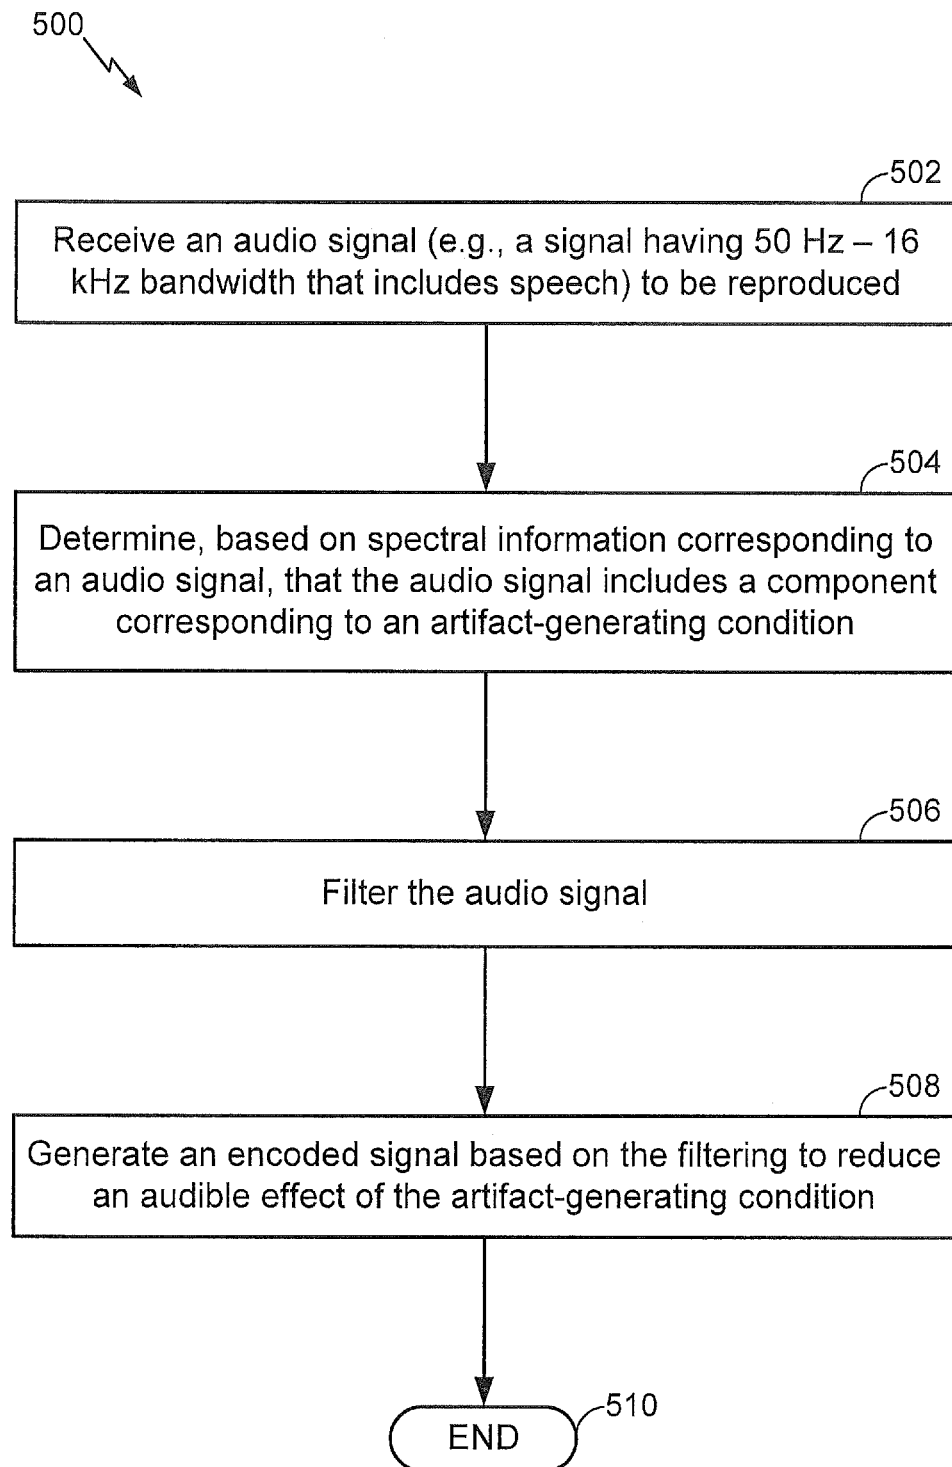 500
502
Receive an audio signal (e.g., a signal having 50 Hz – 16
kHz bandwidth that includes speech) to be reproduced
504
Determine, based on spectral information corresponding to
an audio signal, that the audio signal includes a component
corresponding to an artifact-generating condition
506
Filter the audio signal
508
Generate an encoded signal based on the filtering to reduce
an audible effect of the artifact-generating condition
510
END